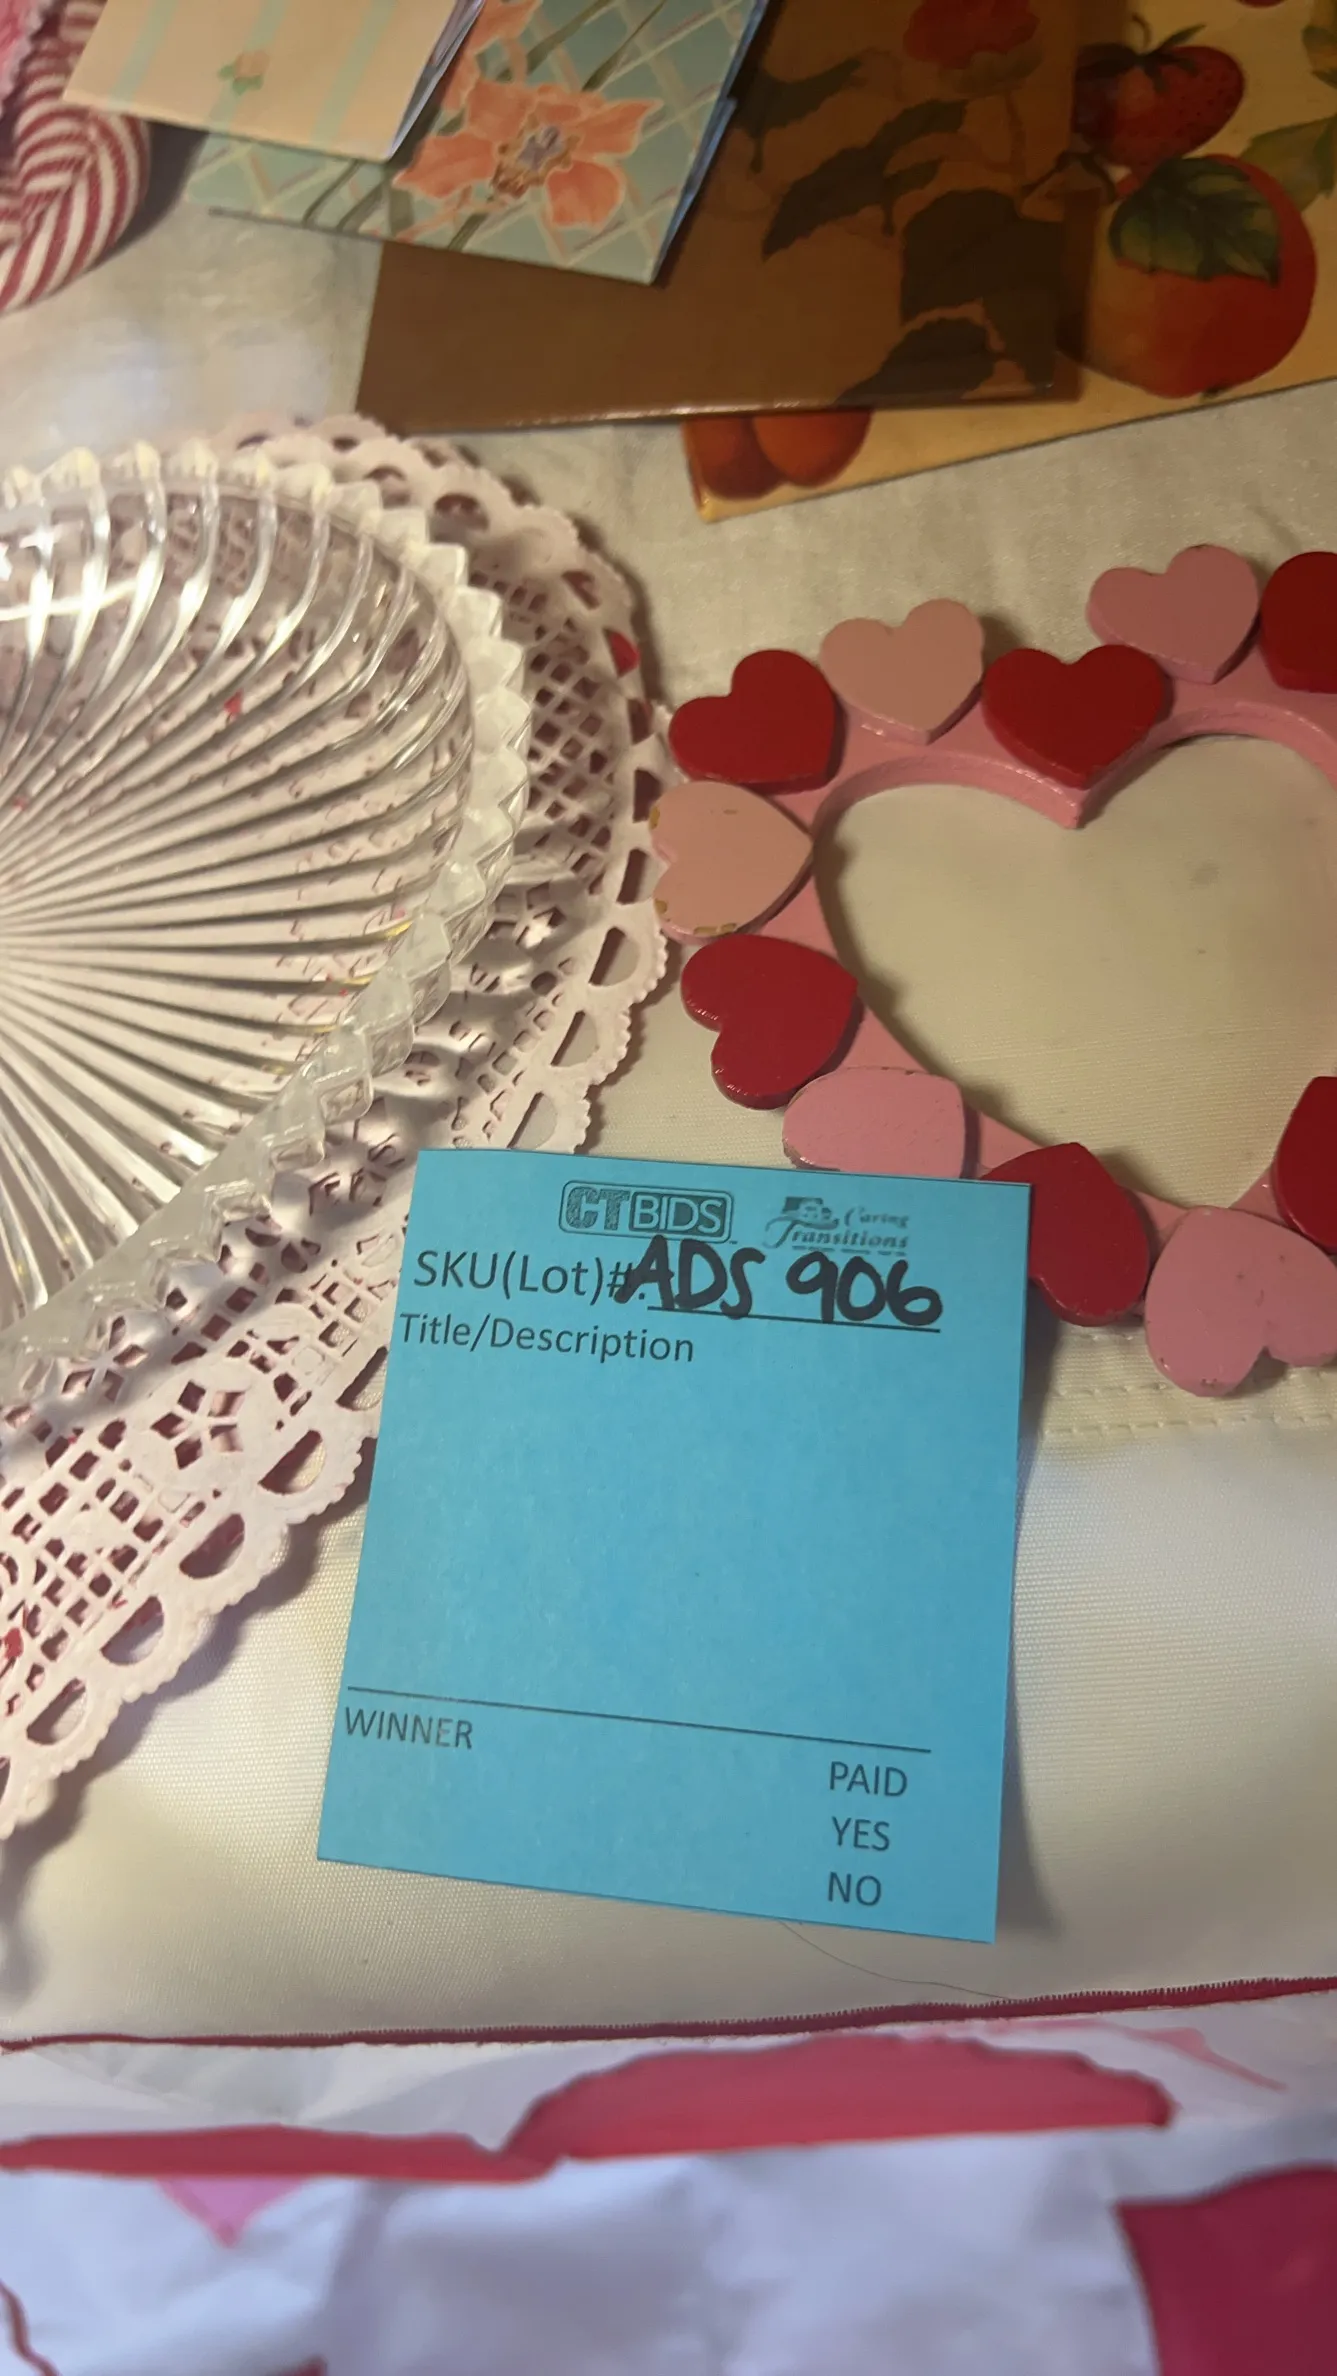 CTBIDS Caring Transitions
SKU(Lot)#: ADS 906
Title/Description
WINNER
PAID
YES
NO